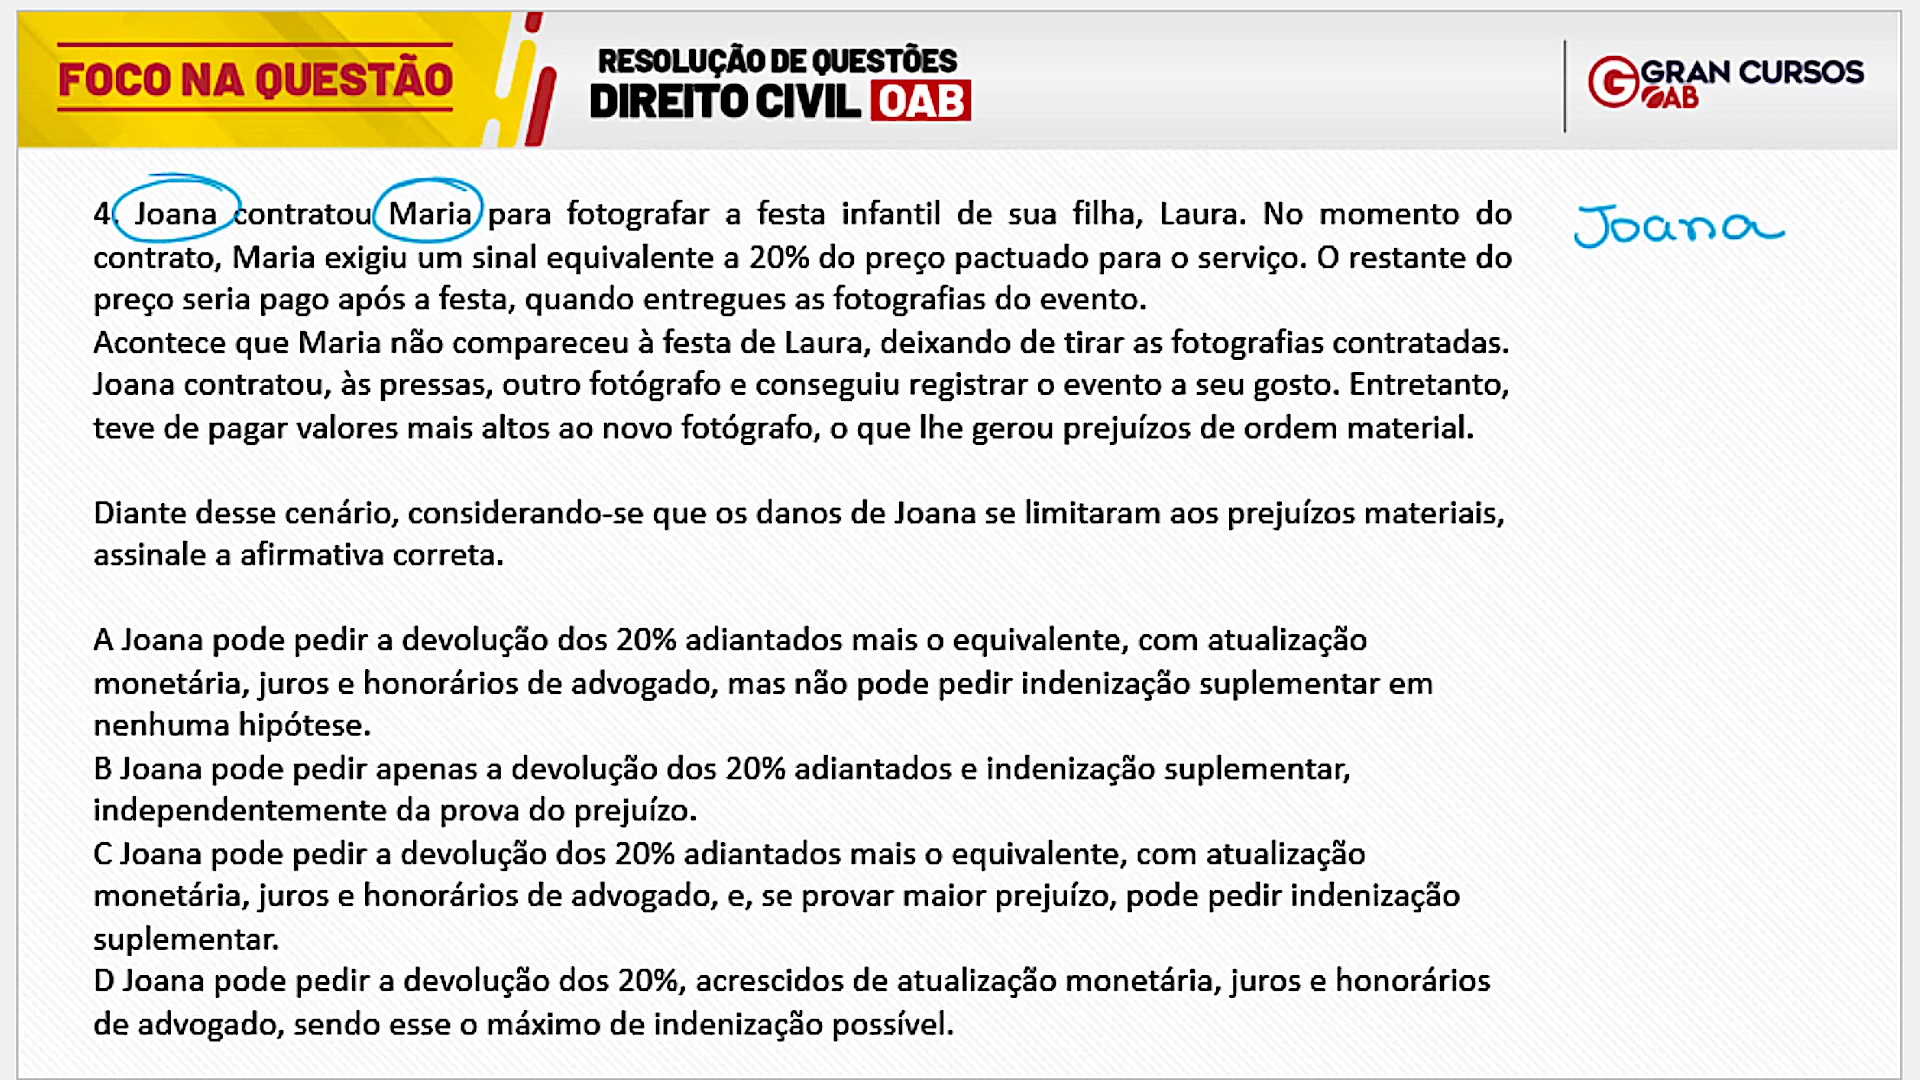 FOCO NA QUESTÃO
RESOLUÇÃO DE QUESTÕES
DIREITO CIVIL OAB
GRAN CURSOS
OAB
4. Joana contratou Maria para fotografar a festa infantil de sua filha, Laura. No momento do
contrato, Maria exigiu um sinal equivalente a 20% do preço pactuado para o serviço. O restante do
preço seria pago após a festa, quando entregues as fotografias do evento.
Acontece que Maria não compareceu à festa de Laura, deixando de tirar as fotografias contratadas.
Joana contratou, às pressas, outro fotógrafo e conseguiu registrar o evento a seu gosto. Entretanto,
teve de pagar valores mais altos ao novo fotógrafo, o que lhe gerou prejuízos de ordem material.
Diante desse cenário, considerando-se que os danos de Joana se limitaram aos prejuízos materiais,
assinale a afirmativa correta.
A Joana pode pedir a devolução dos 20% adiantados mais o equivalente, com atualização
monetária, juros e honorários de advogado, mas não pode pedir indenização suplementar em
nenhuma hipótese.
B Joana pode pedir apenas a devolução dos 20% adiantados e indenização suplementar,
independentemente da prova do prejuízo.
C Joana pode pedir a devolução dos 20% adiantados mais o equivalente, com atualização
monetária, juros e honorários de advogado, e, se provar maior prejuízo, pode pedir indenização
suplementar.
D Joana pode pedir a devolução dos 20%, acrescidos de atualização monetária, juros e honorários
de advogado, sendo esse o máximo de indenização possível.
Joana